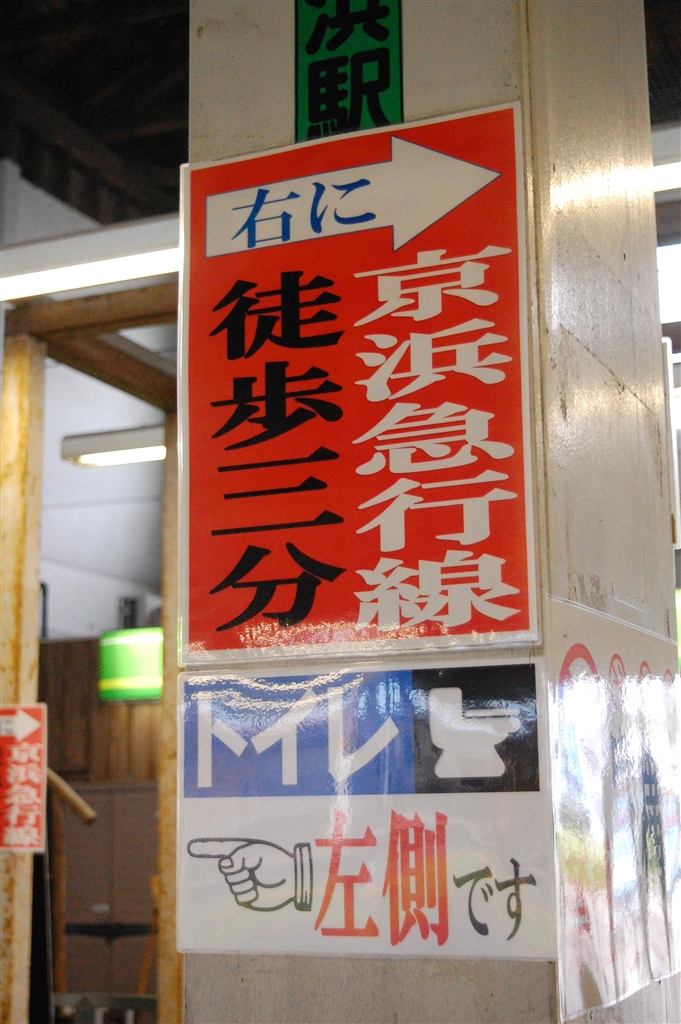 浜駅
右に
京浜急行線
徒歩三分
トイレ
左側です
京浜急行線